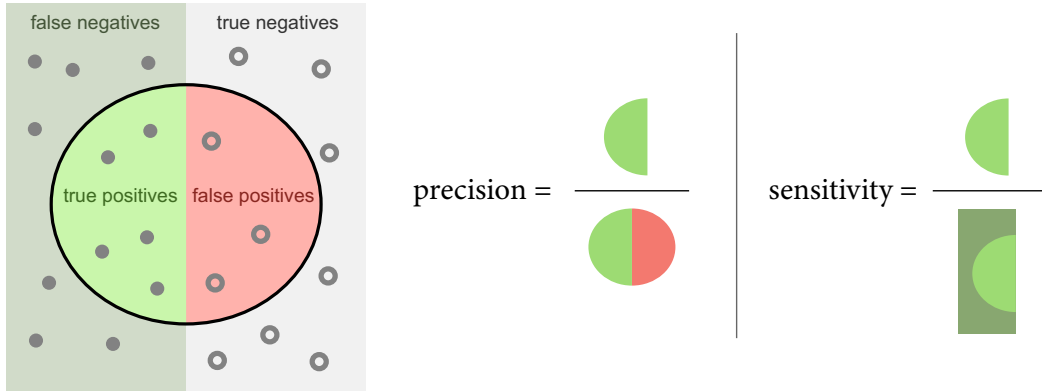 false negatives
true negatives
true positives
false positives
precision =
sensitivity =